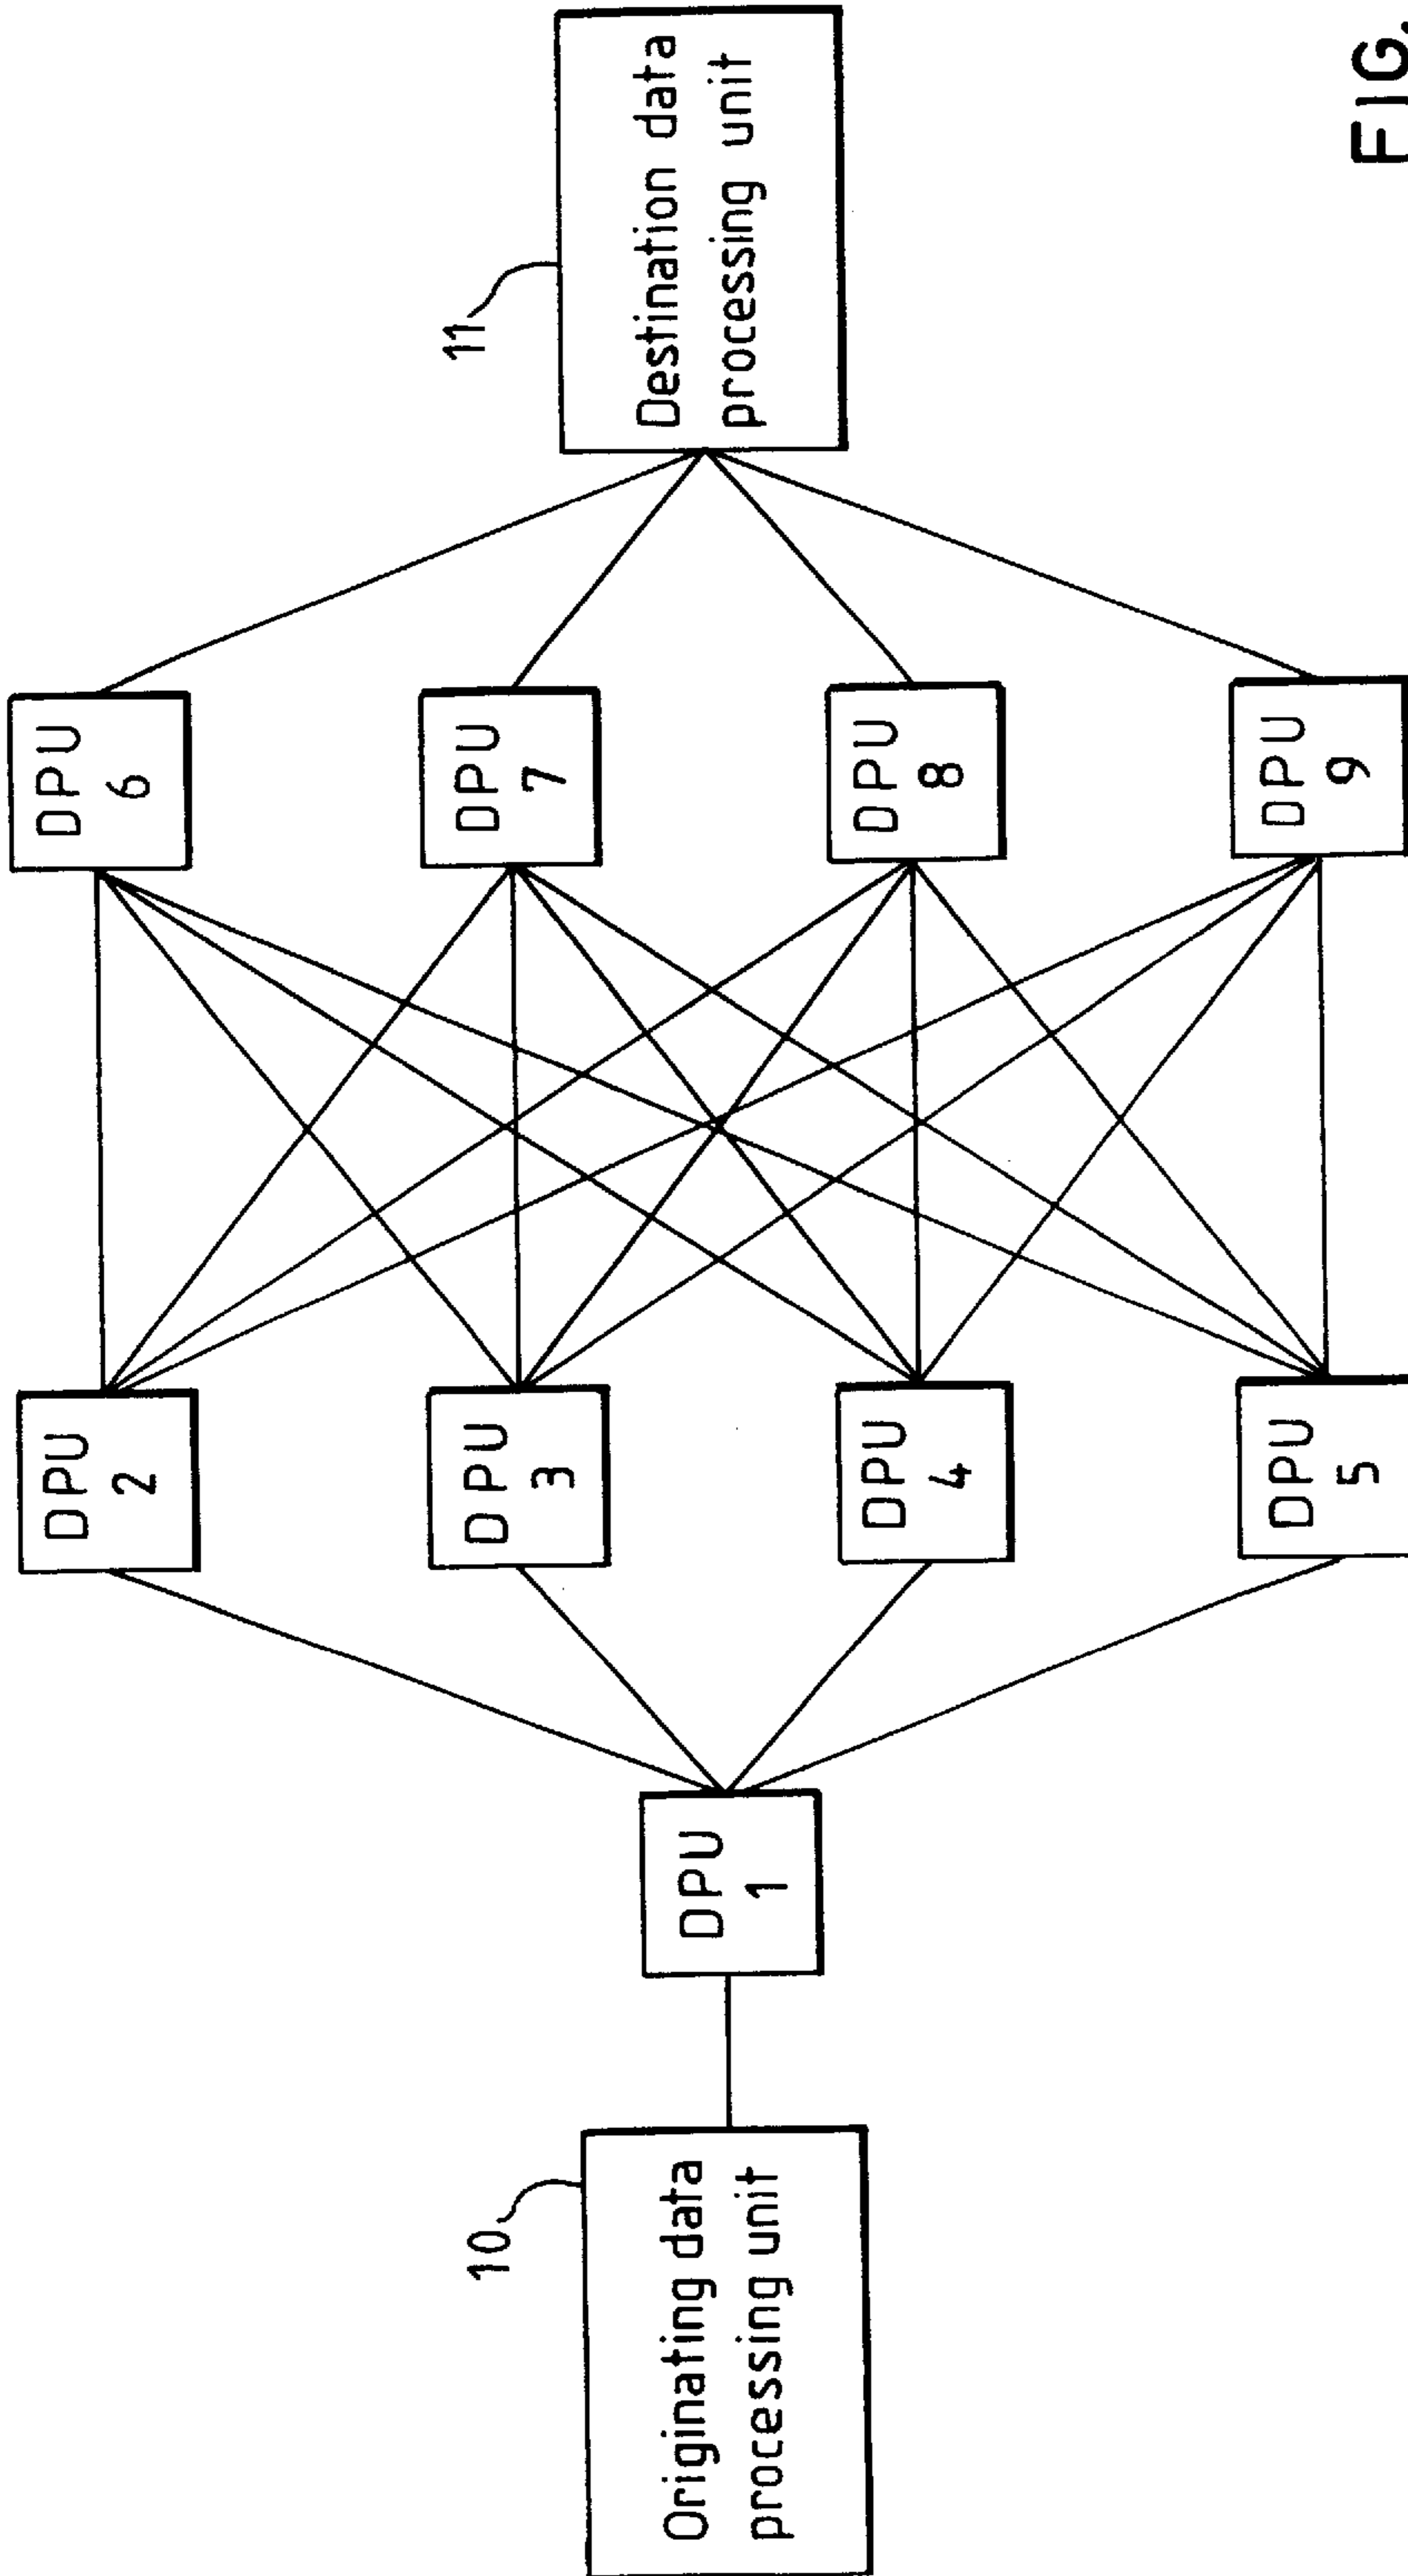 10
Originating data
processing unit
DPU
1
DPU
2
DPU
3
DPU
4
DPU
5
DPU
6
DPU
7
DPU
8
DPU
9
11
Destination data
processing unit
FIG.